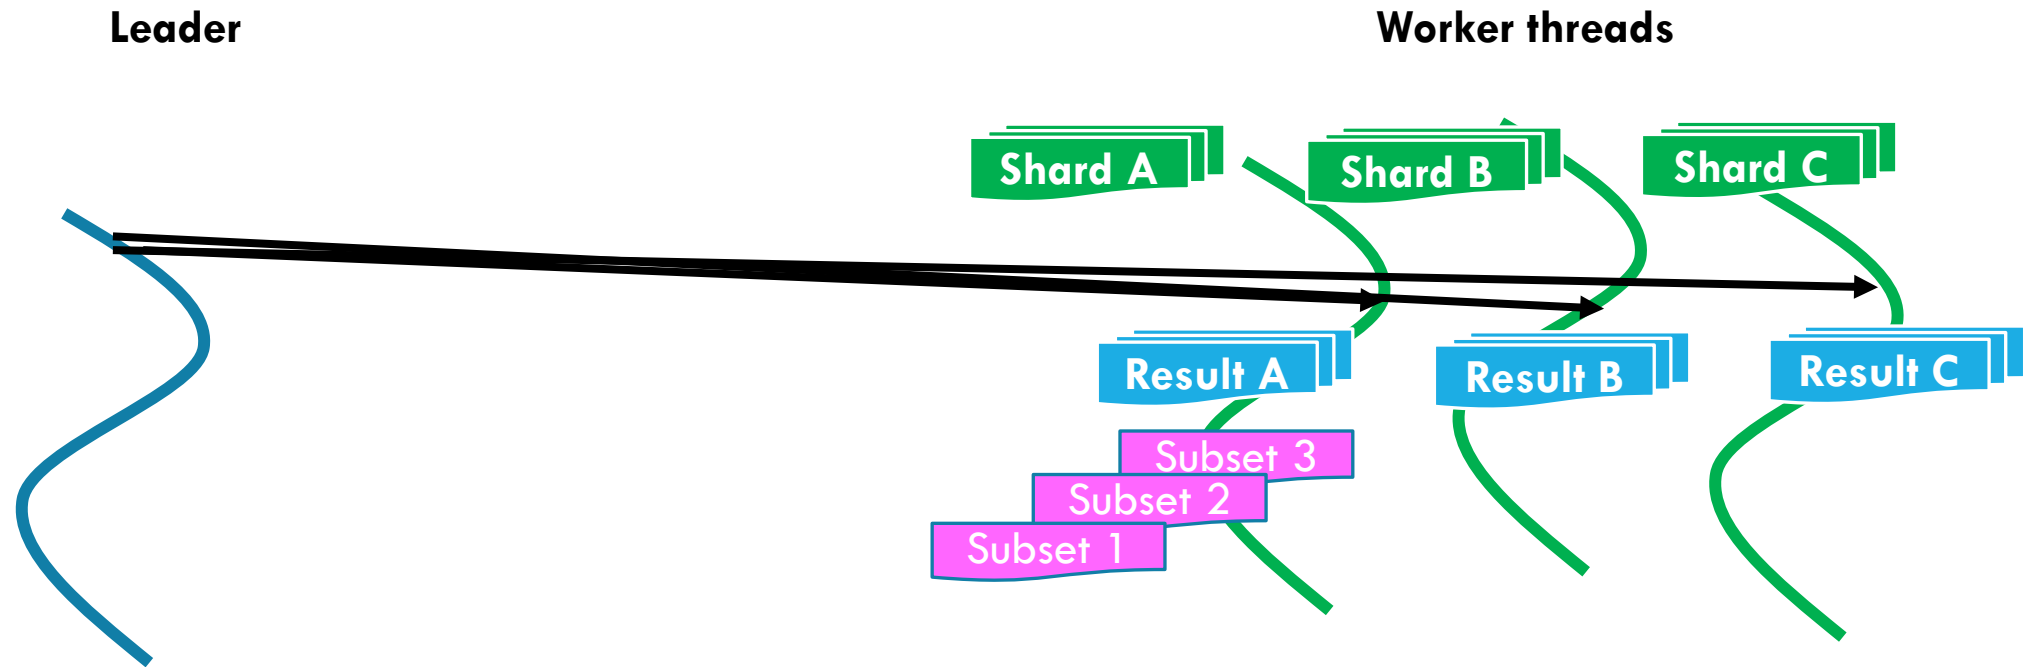 Leader
Worker threads
Shard A
Shard B
Shard C
Result A
Result B
Result C
Subset 3
Subset 2
Subset 1